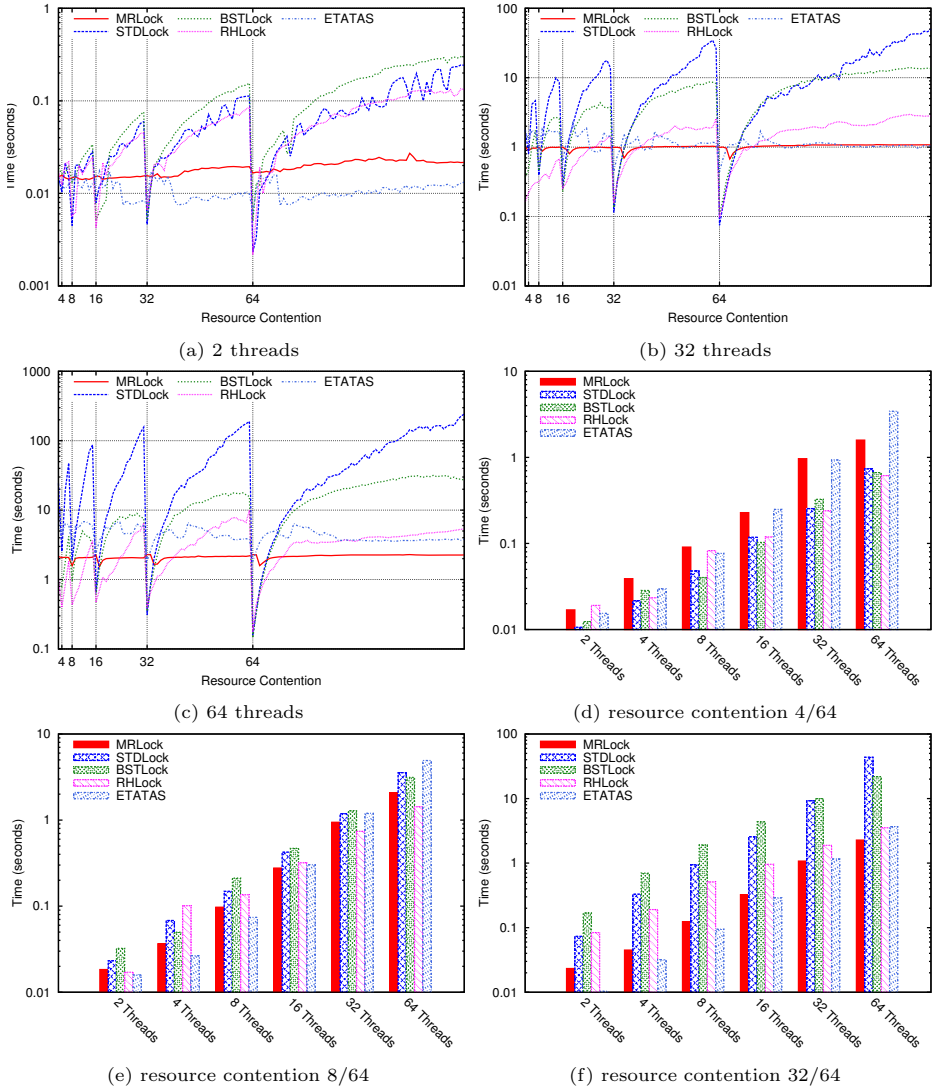 MRLock BSTLock ETATAS
STDLock RHLock
1
0.1
0.01
0.001
Time (seconds)
4 8 16 32 64
Resource Contention
(a) 2 threads
MRLock BSTLock ETATAS
STDLock RHLock
100
10
1
0.1
0.01
Time (seconds)
4 8 16 32 64
Resource Contention
(b) 32 threads
MRLock BSTLock ETATAS
STDLock RHLock
1000
100
10
1
0.1
Time (seconds)
4 8 16 32 64
Resource Contention
(c) 64 threads
MRLock
STDLock
BSTLock
RHLock
ETATAS
10
1
0.1
0.01
Time (seconds)
2 Threads 4 Threads 8 Threads 16 Threads 32 Threads 64 Threads
(d) resource contention 4/64
MRLock
STDLock
BSTLock
RHLock
ETATAS
10
1
0.1
0.01
Time (seconds)
2 Threads 4 Threads 8 Threads 16 Threads 32 Threads 64 Threads
(e) resource contention 8/64
MRLock
STDLock
BSTLock
RHLock
ETATAS
100
10
1
0.1
0.01
Time (seconds)
2 Threads 4 Threads 8 Threads 16 Threads 32 Threads 64 Threads
(f) resource contention 32/64